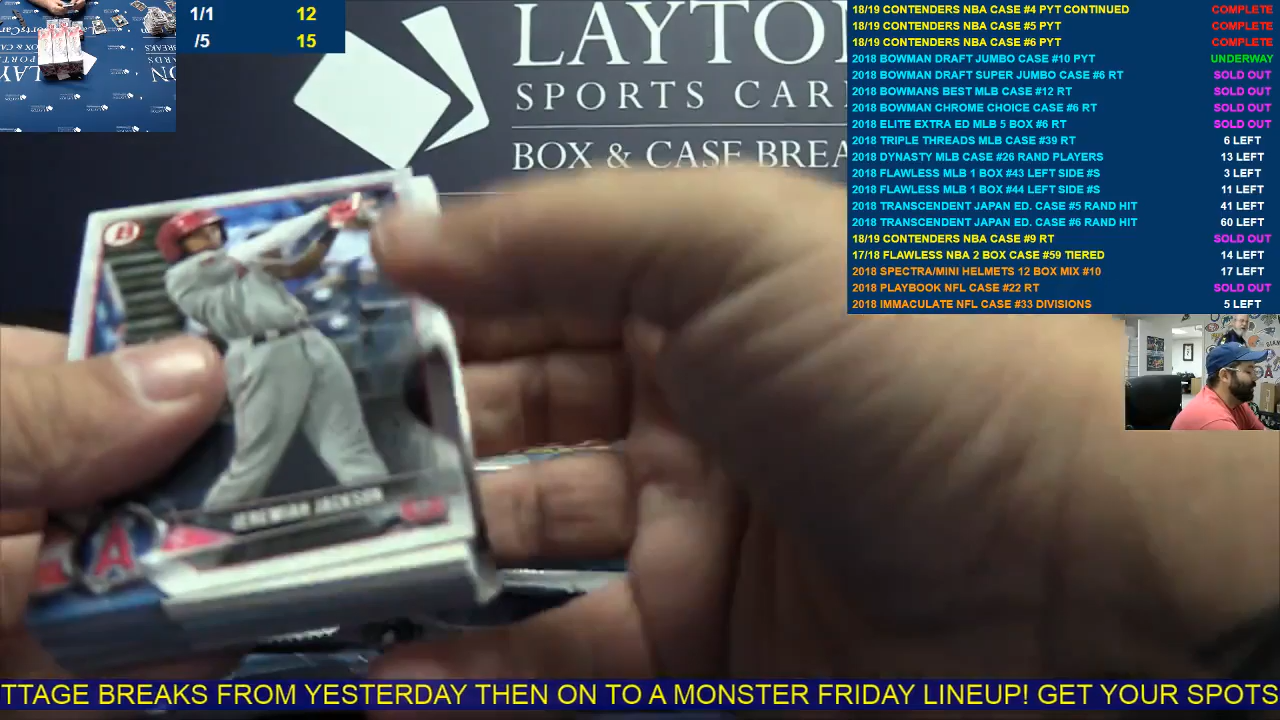 1/1 12
/5 15
LAYTO
SPORTS CAR
BOX & CASE BREA
18/19 CONTENDERS NBA CASE #4 PYT CONTINUED COMPLETE
18/19 CONTENDERS NBA CASE #5 PYT COMPLETE
18/19 CONTENDERS NBA CASE #6 PYT COMPLETE
2018 BOWMAN DRAFT JUMBO CASE #10 PYT UNDERWAY
2018 BOWMAN DRAFT SUPER JUMBO CASE #6 RT SOLD OUT
2018 BOWMANS BEST MLB CASE #12 RT SOLD OUT
2018 BOWMAN CHROME CHOICE CASE #6 RT SOLD OUT
2018 ELITE EXTRA ED MLB 5 BOX #6 RT SOLD OUT
2018 TRIPLE THREADS MLB CASE #39 RT 6 LEFT
2018 DYNASTY MLB CASE #26 RAND PLAYERS 13 LEFT
2018 FLAWLESS MLB 1 BOX #43 LEFT SIDE #S 3 LEFT
2018 FLAWLESS MLB 1 BOX #44 LEFT SIDE #S 11 LEFT
2018 TRANSCENDENT JAPAN ED. CASE #5 RAND HIT 41 LEFT
2018 TRANSCENDENT JAPAN ED. CASE #6 RAND HIT 60 LEFT
18/19 CONTENDERS NBA CASE #9 RT SOLD OUT
17/18 FLAWLESS NBA 2 BOX CASE #59 TIERED 14 LEFT
2018 SPECTRA/MINI HELMETS 12 BOX MIX #10 17 LEFT
2018 PLAYBOOK NFL CASE #22 RT SOLD OUT
2018 IMMACULATE NFL CASE #33 DIVISIONS 5 LEFT
JEREMIAH JACKSON
A
TTAGE BREAKS FROM YESTERDAY THEN ON TO A MONSTER FRIDAY LINEUP! GET YOUR SPOTS